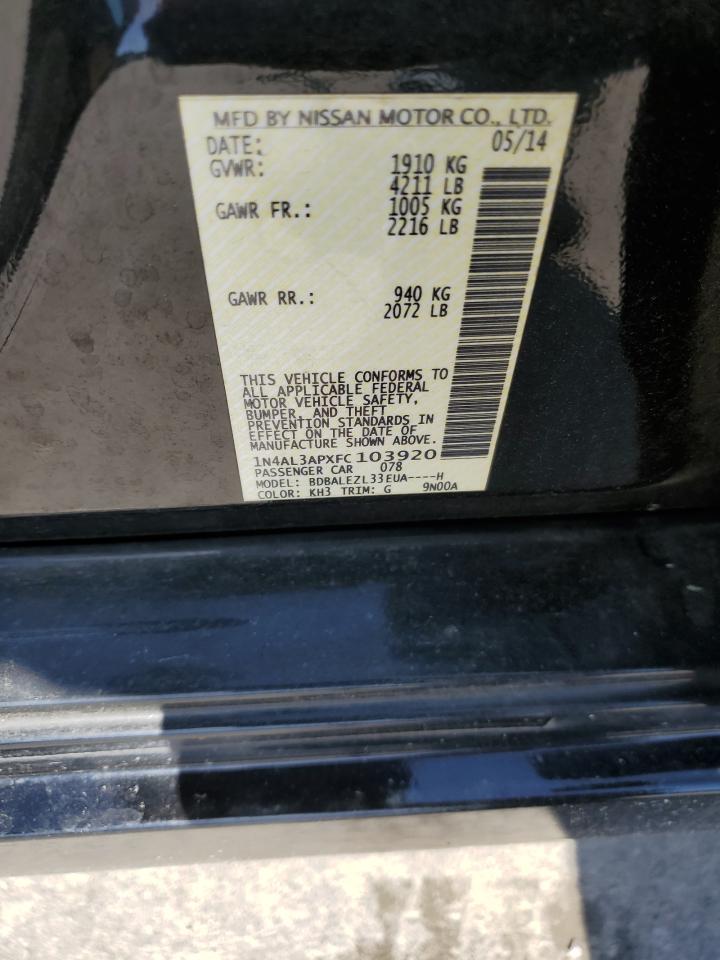 MFD BY NISSAN MOTOR CO., LTD.
DATE: 05/14
GVWR: 1910 KG
4211 LB
GAWR FR.: 1005 KG
2216 LB
GAWR RR.: 940 KG
2072 LB
THIS VEHICLE CONFORMS TO
ALL APPLICABLE FEDERAL
MOTOR VEHICLE SAFETY,
BUMPER, AND THEFT
PREVENTION STANDARDS IN
EFFECT ON THE DATE OF
MANUFACTURE SHOWN ABOVE.
1N4AL3APXFC103920
PASSENGER CAR 078
MODEL: BDBALEZL33EUA----H
COLOR: KH3 TRIM: G 9N00A